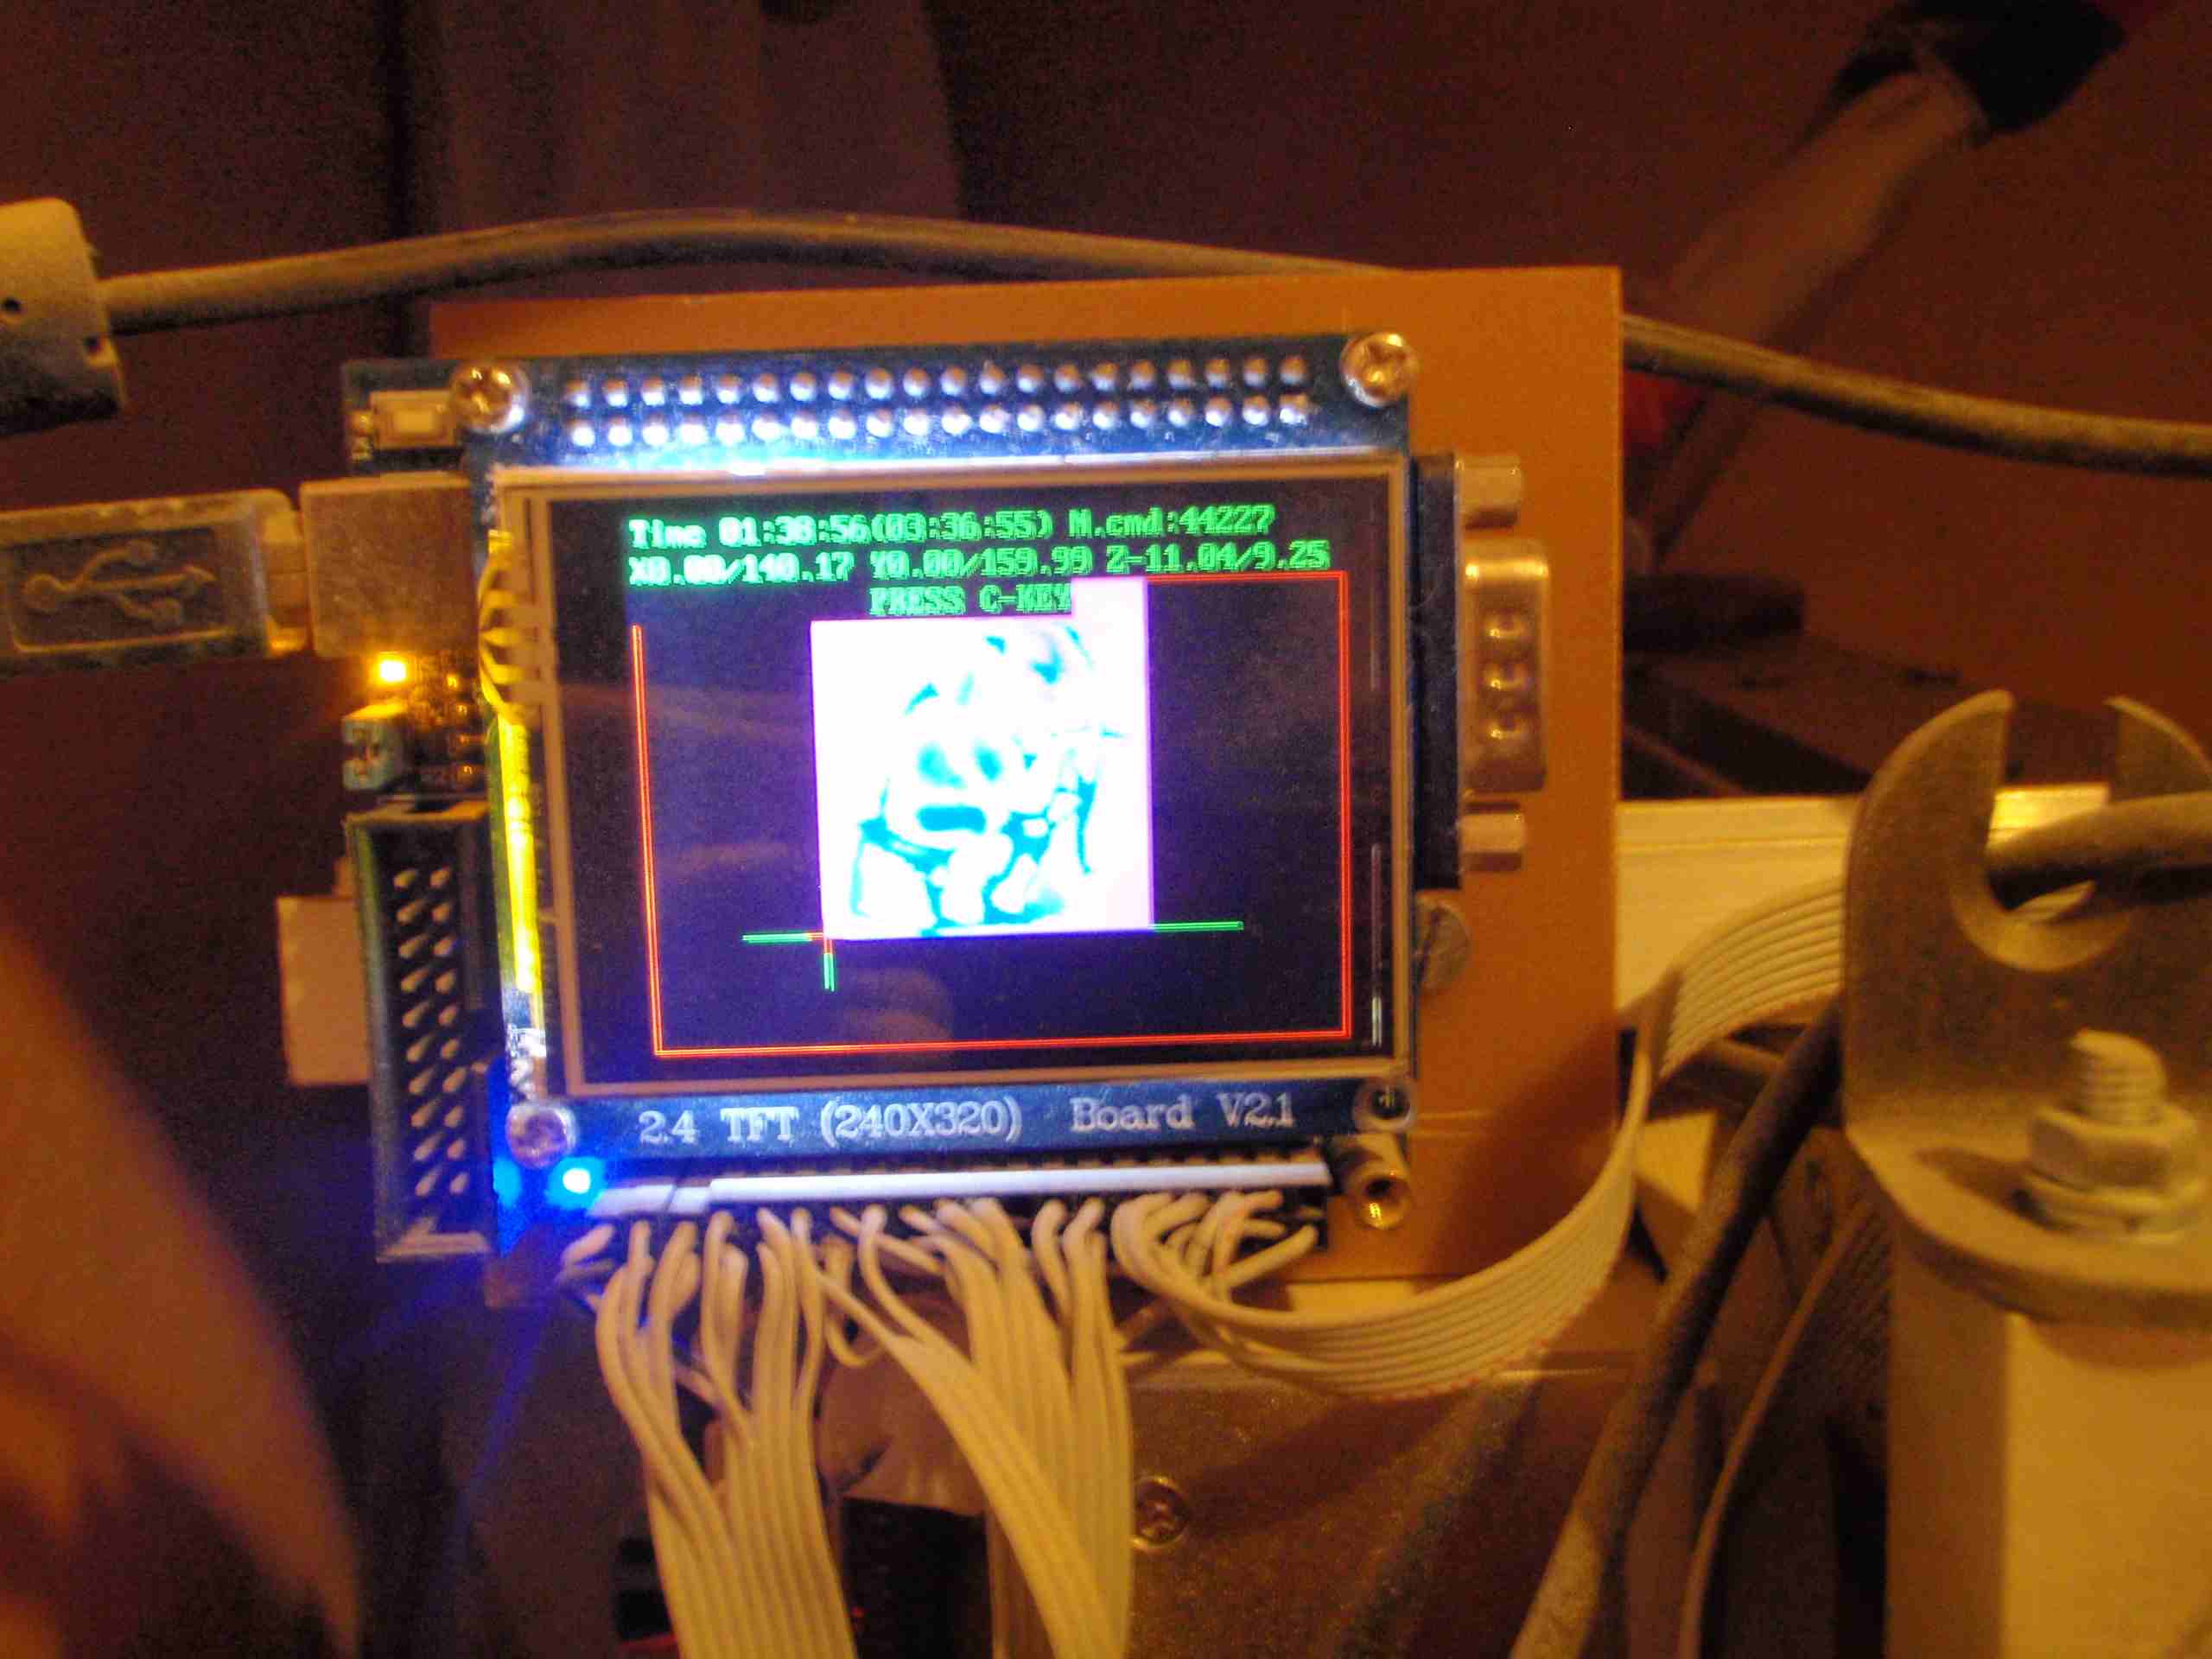 Time 01:38:56(03:36:55) M.cmd:44227
X0.00/140.17 Y0.00/159.99 Z-11.04/9.25
PRESS C-KEY
2.4 TFT (240X320) Board V2.1